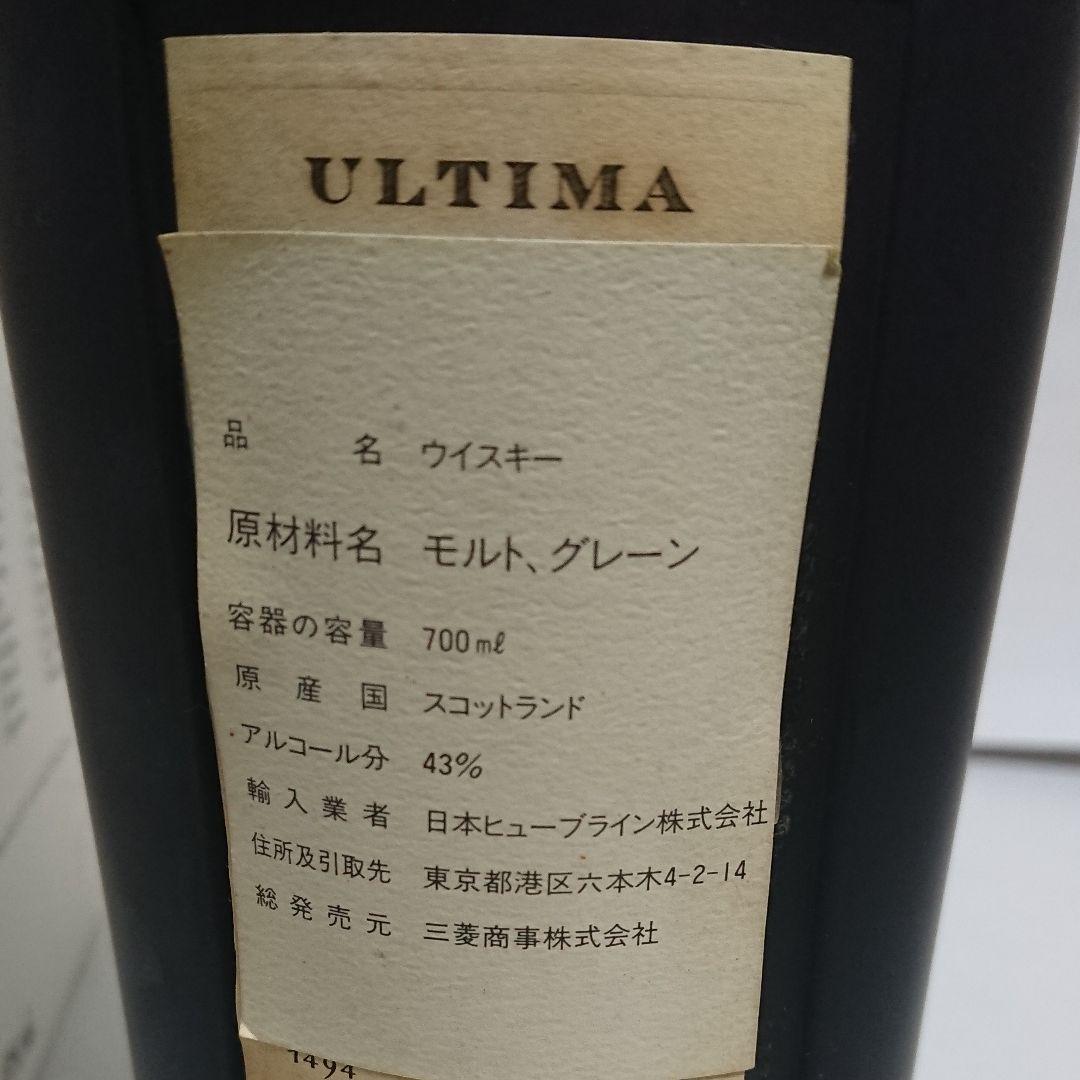 ULTIMA
品名 ウイスキー
原材料名 モルト、グレーン
容器の容量 700mℓ
原産国 スコットランド
アルコール分 43%
輸入業者 日本ヒューブライン株式会社
住所及引取先 東京都港区六本木4-2-14
総発売元 三菱商事株式会社
1494